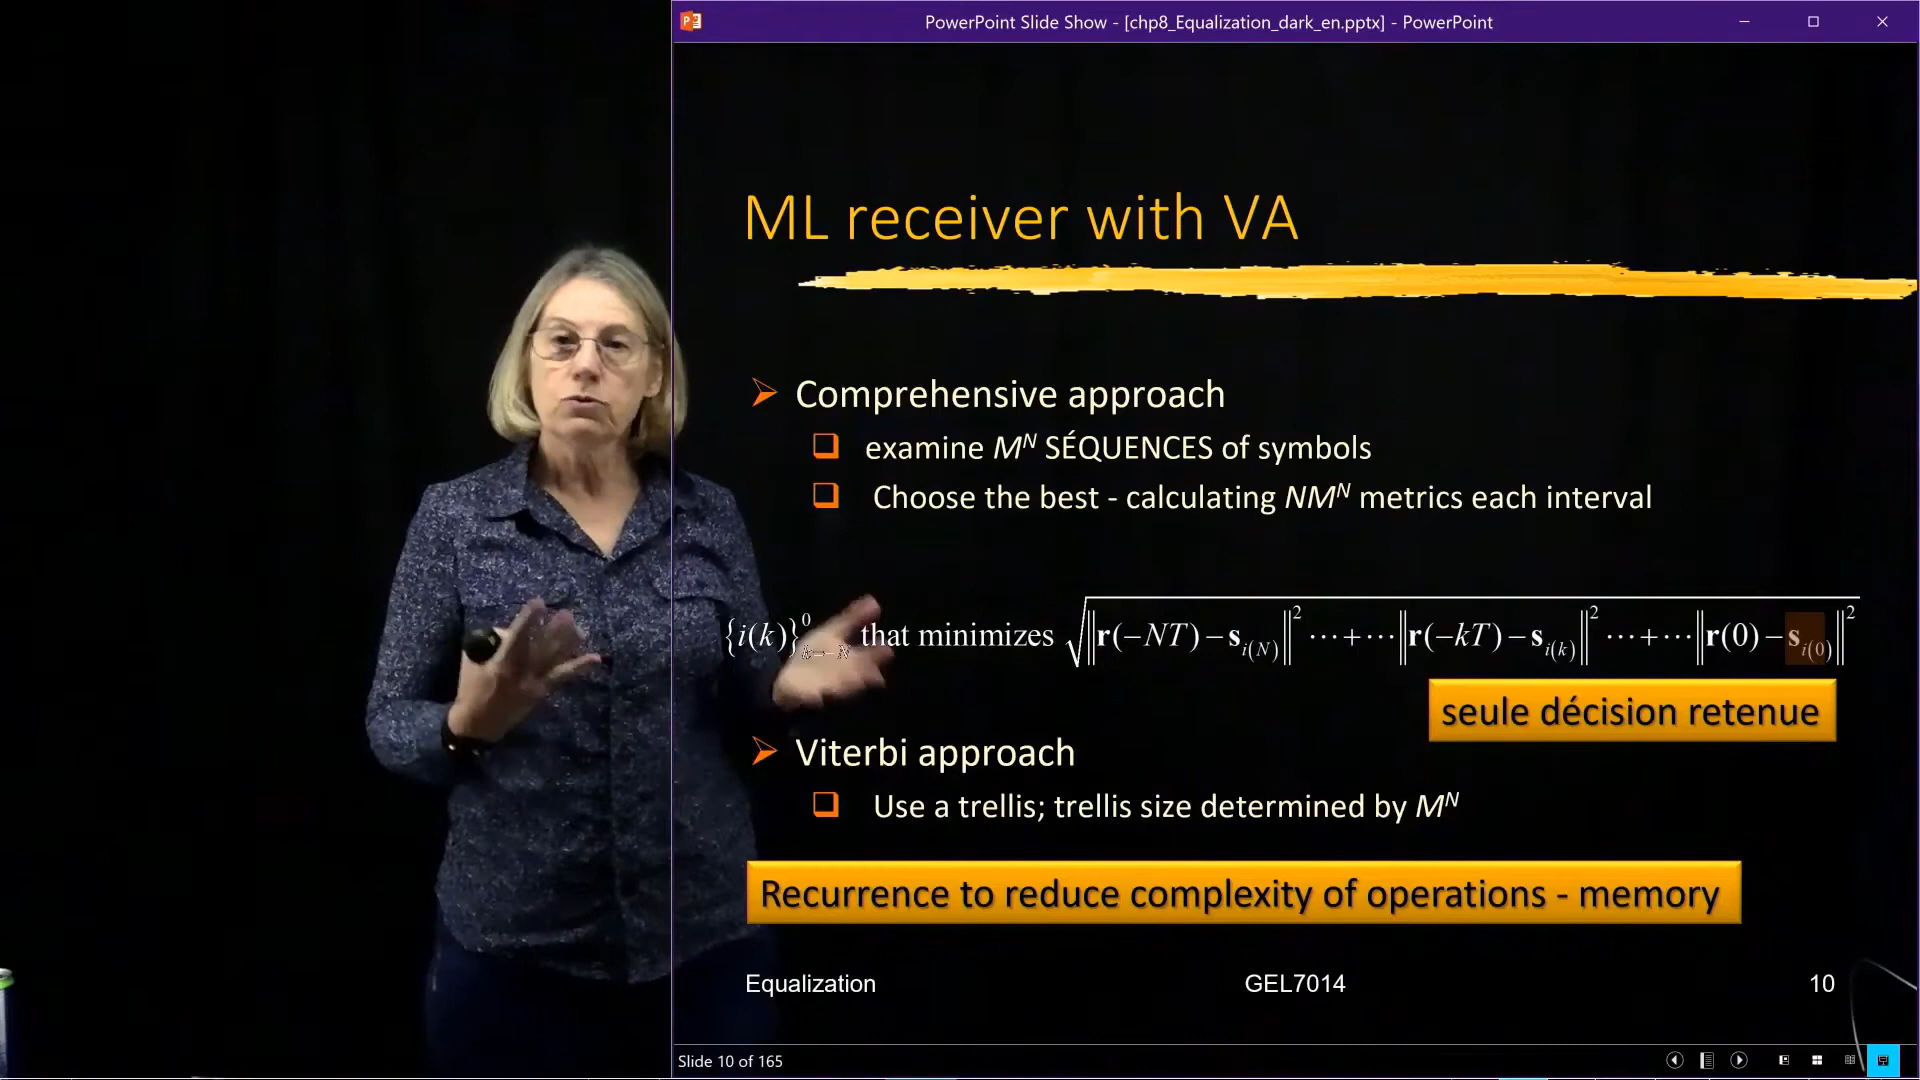 PowerPoint Slide Show - [chp8_Equalization_dark_en.pptx] - PowerPoint
ML receiver with VA
Comprehensive approach
examine M^N SÉQUENCES of symbols
Choose the best - calculating NM^N metrics each interval
{i(k)}_{k=-N}^0 that minimizes √(‖r(−NT)−s_{i(N)}‖² ⋯+⋯‖r(−kT)−s_{i(k)}‖² ⋯+⋯‖r(0)−s_{i(0)}‖²)
seule décision retenue
Viterbi approach
Use a trellis; trellis size determined by M^N
Recurrence to reduce complexity of operations - memory
Equalization GEL7014 10
Slide 10 of 165